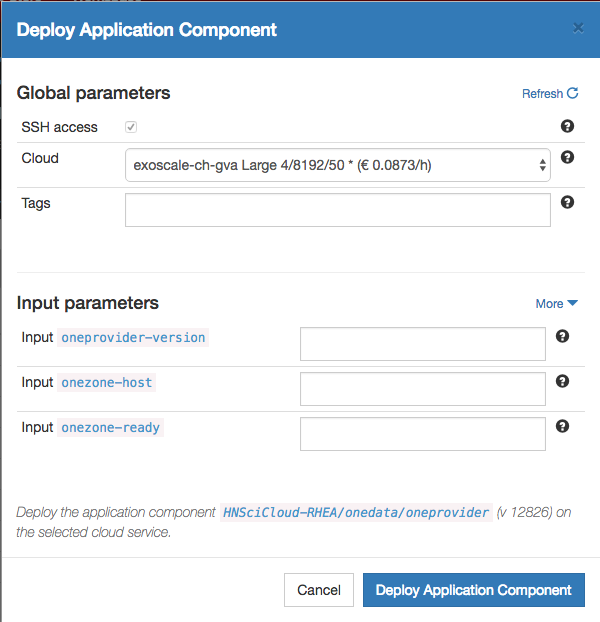 Deploy Application Component ×
Global parameters Refresh
SSH access
Cloud exoscale-ch-gva Large 4/8192/50 * (€ 0.0873/h)
Tags
Input parameters More
Input oneprovider-version
Input onezone-host
Input onezone-ready
Deploy the application component HNSciCloud-RHEA/onedata/oneprovider (v 12826) on
the selected cloud service.
Cancel Deploy Application Component